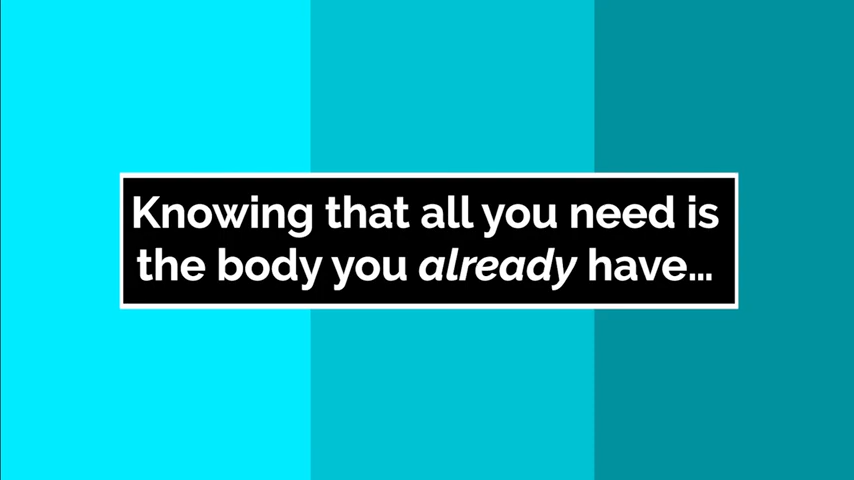 Knowing that all you need is
the body you already have…